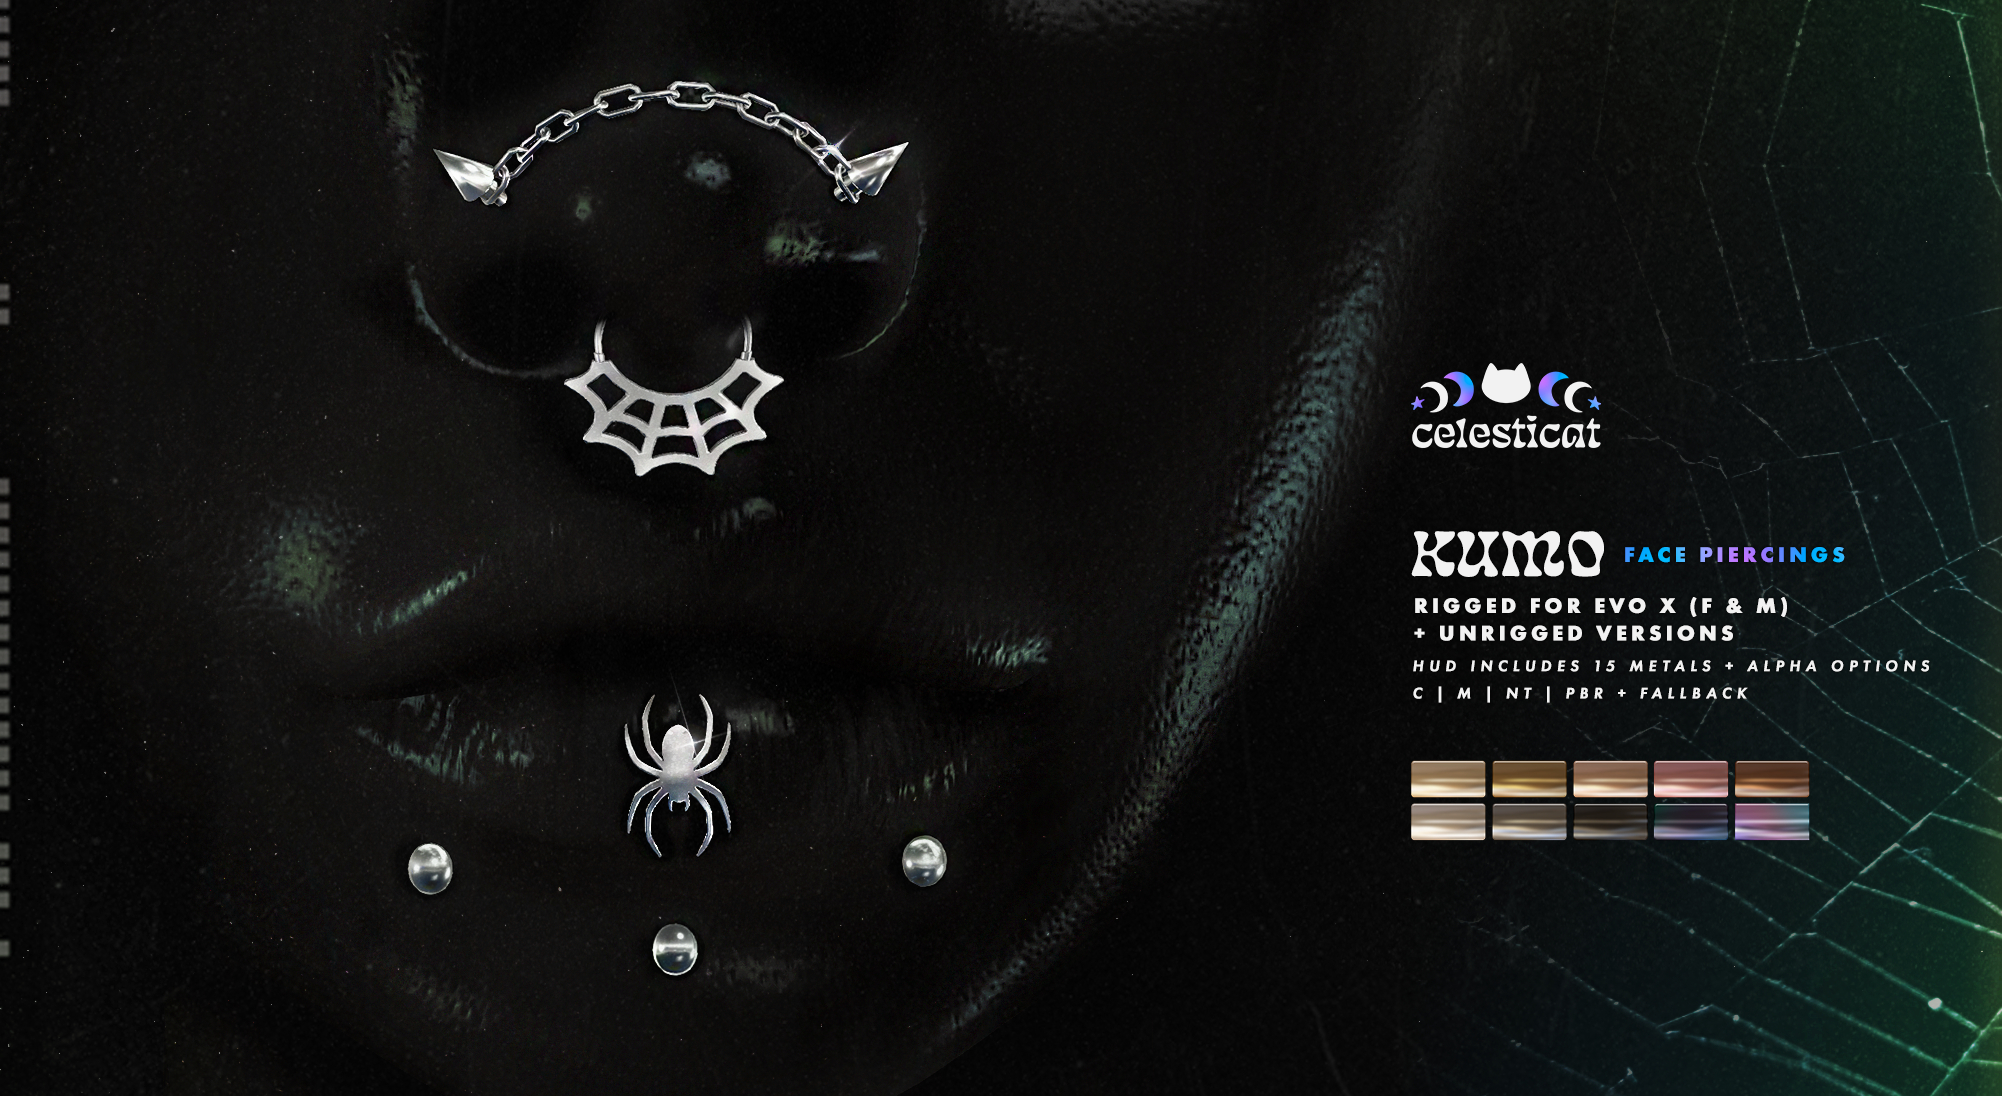 celesticat
KUMO FACE PIERCINGS
RIGGED FOR EVO X (F & M)
+ UNRIGGED VERSIONS
HUD INCLUDES 15 METALS + ALPHA OPTIONS
C | M | NT | PBR + FALLBACK